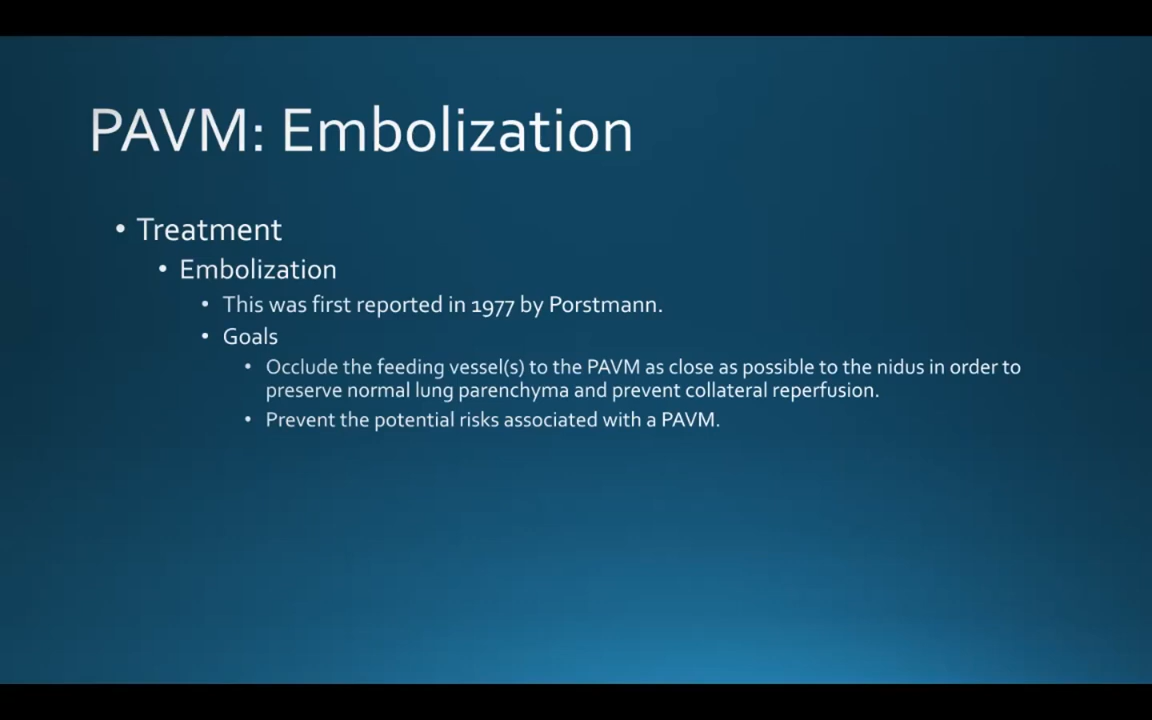 PAVM: Embolization
• Treatment
• Embolization
• This was first reported in 1977 by Porstmann.
• Goals
• Occlude the feeding vessel(s) to the PAVM as close as possible to the nidus in order to
preserve normal lung parenchyma and prevent collateral reperfusion.
• Prevent the potential risks associated with a PAVM.